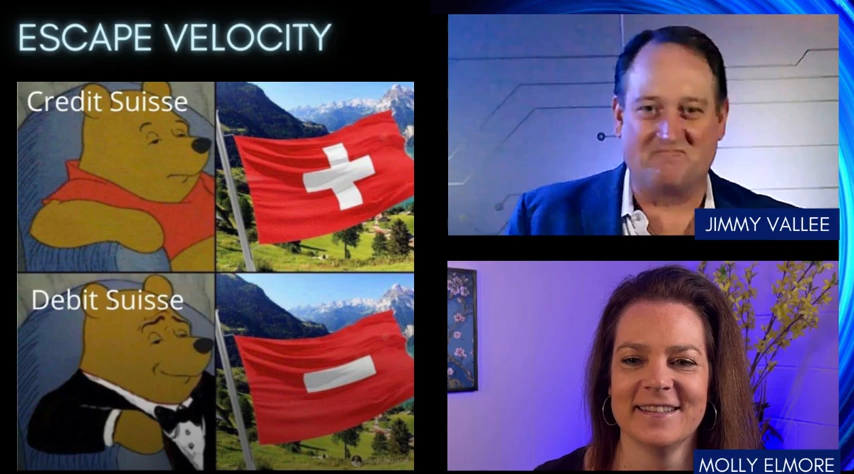 ESCAPE VELOCITY
Credit Suisse
Debit Suisse
JIMMY VALLEE
MOLLY ELMORE